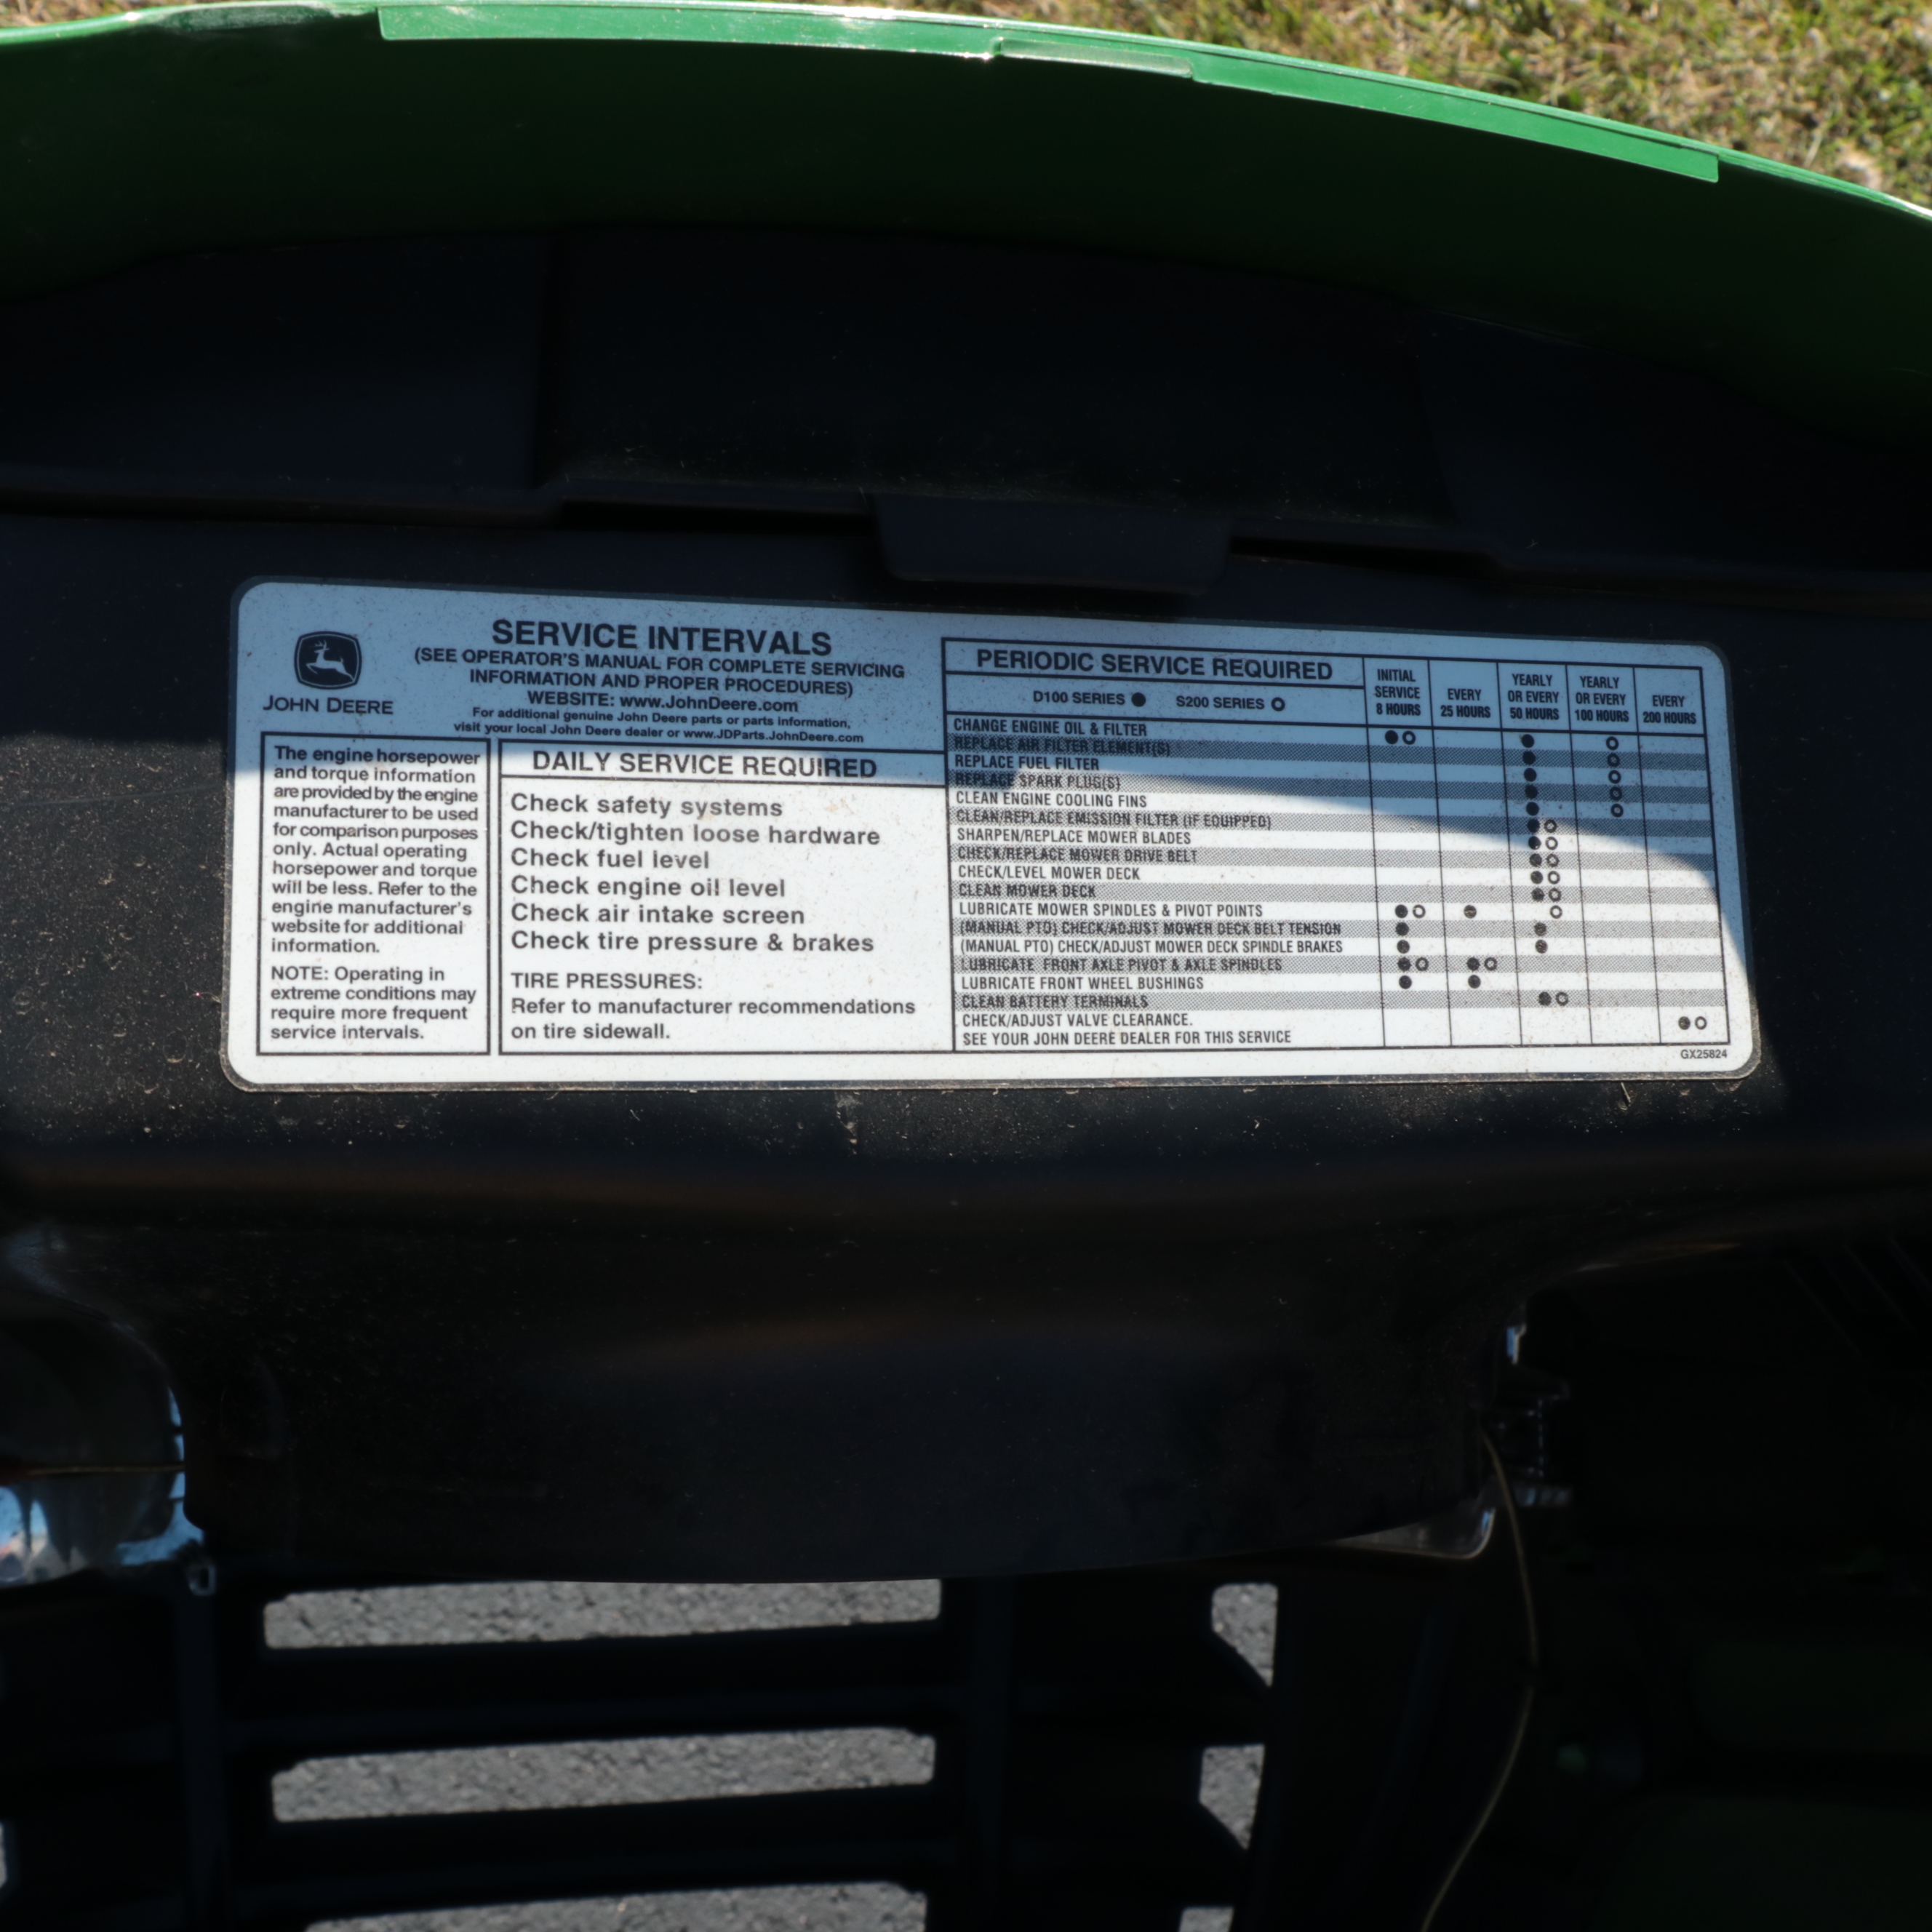 JOHN DEERE
SERVICE INTERVALS
(SEE OPERATOR'S MANUAL FOR COMPLETE SERVICING
INFORMATION AND PROPER PROCEDURES)
WEBSITE: www.JohnDeere.com
For additional genuine John Deere parts or parts information,
visit your local John Deere dealer or www.JDParts.JohnDeere.com
The engine horsepower
and torque information
are provided by the engine
manufacturer to be used
for comparison purposes
only. Actual operating
horsepower and torque
will be less. Refer to the
engine manufacturer's
website for additional
information.
NOTE: Operating in
extreme conditions may
require more frequent
service intervals.
DAILY SERVICE REQUIRED
Check safety systems
Check/tighten loose hardware
Check fuel level
Check engine oil level
Check air intake screen
Check tire pressure & brakes
TIRE PRESSURES:
Refer to manufacturer recommendations
on tire sidewall.
PERIODIC SERVICE REQUIRED
D100 SERIES ● S200 SERIES ○
INITIAL
SERVICE
8 HOURS
EVERY
25 HOURS
YEARLY
OR EVERY
50 HOURS
YEARLY
OR EVERY
100 HOURS
EVERY
200 HOURS
CHANGE ENGINE OIL & FILTER
REPLACE AIR FILTER ELEMENT(S)
REPLACE FUEL FILTER
REPLACE SPARK PLUG(S)
CLEAN ENGINE COOLING FINS
CLEAN/REPLACE EMISSION FILTER (IF EQUIPPED)
SHARPEN/REPLACE MOWER BLADES
CHECK/REPLACE MOWER DRIVE BELT
CHECK/LEVEL MOWER DECK
CLEAN MOWER DECK
LUBRICATE MOWER SPINDLES & PIVOT POINTS
(MANUAL PTO) CHECK/ADJUST MOWER DECK BELT TENSION
(MANUAL PTO) CHECK/ADJUST MOWER DECK SPINDLE BRAKES
LUBRICATE FRONT AXLE PIVOT & AXLE SPINDLES
LUBRICATE FRONT WHEEL BUSHINGS
CLEAN BATTERY TERMINALS
CHECK/ADJUST VALVE CLEARANCE.
SEE YOUR JOHN DEERE DEALER FOR THIS SERVICE
GX25824